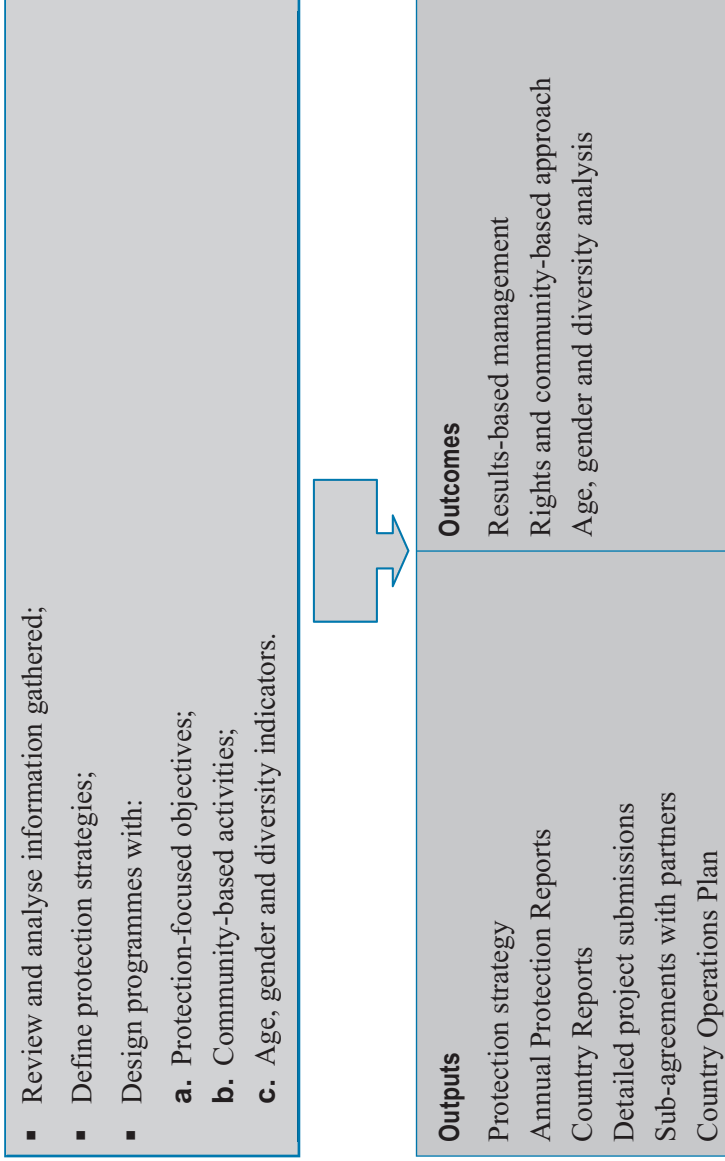 ▪ Review and analyse information gathered;
▪ Define protection strategies;
▪ Design programmes with:
a. Protection-focused objectives;
b. Community-based activities;
c. Age, gender and diversity indicators.
Outputs
Protection strategy
Annual Protection Reports
Country Reports
Detailed project submissions
Sub-agreements with partners
Country Operations Plan
Outcomes
Results-based management
Rights and community-based approach
Age, gender and diversity analysis